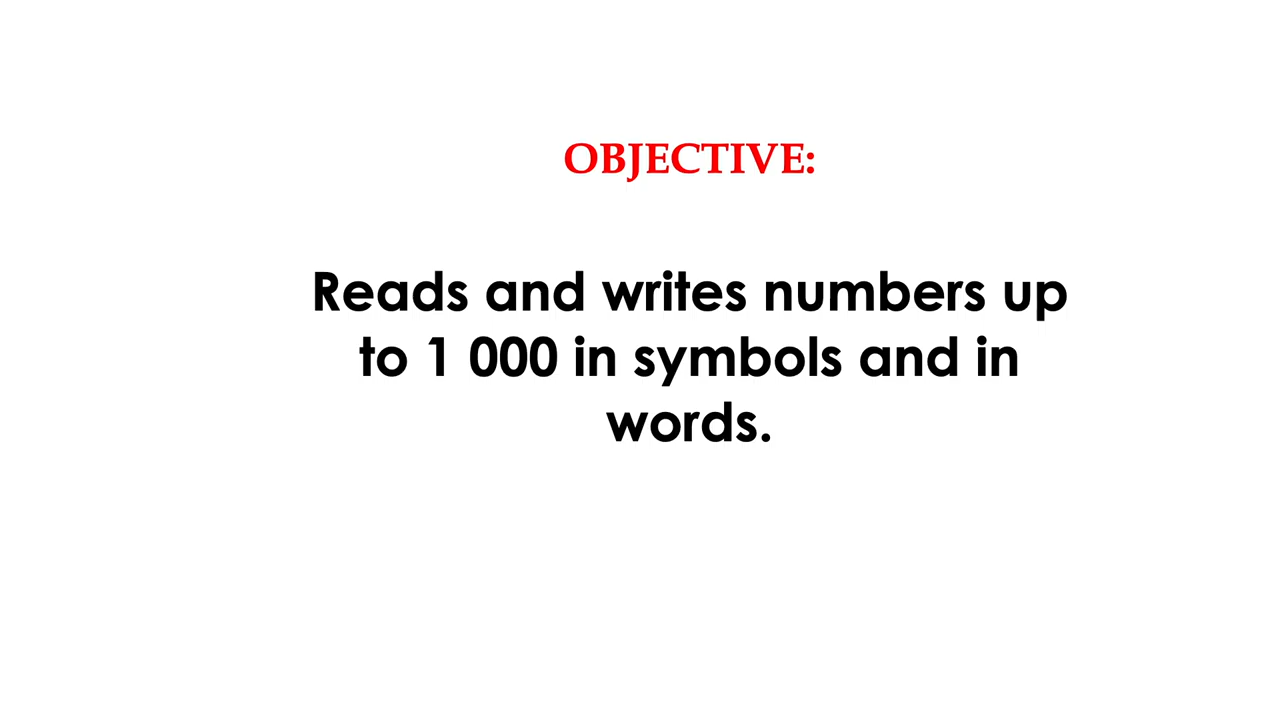 OBJECTIVE:
Reads and writes numbers up
to 1 000 in symbols and in
words.